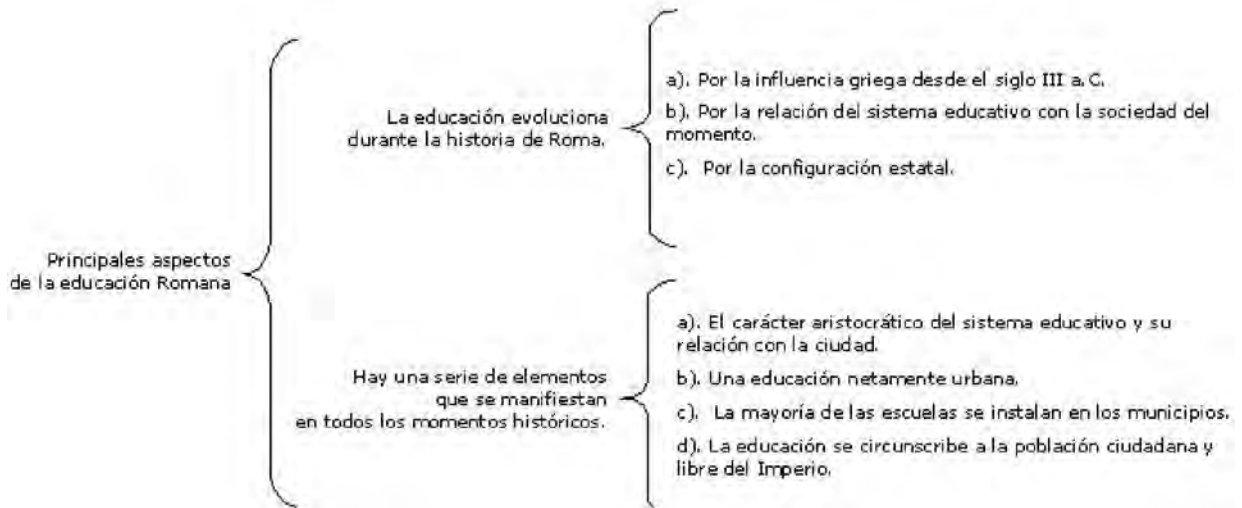 Principales aspectos
de la educación Romana
La educación evoluciona
durante la historia de Roma.
a). Por la influencia griega desde el siglo III a.C.
b). Por la relación del sistema educativo con la sociedad del
momento.
c). Por la configuración estatal.
Hay una serie de elementos
que se manifiestan
en todos los momentos históricos.
a). El carácter aristocrático del sistema educativo y su
relación con la ciudad.
b). Una educación netamente urbana.
c). La mayoría de las escuelas se instalan en los municipios.
d). La educación se circunscribe a la población ciudadana y
libre del Imperio.